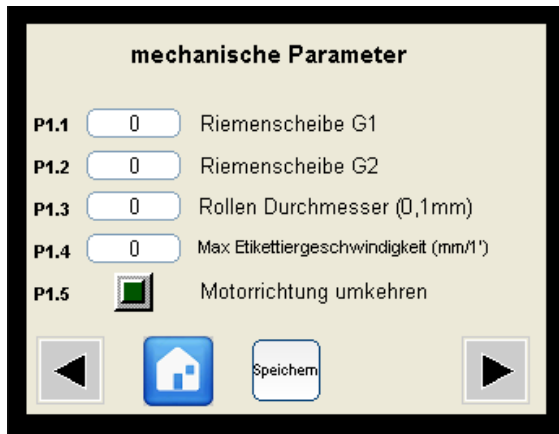 mechanische Parameter
P1.1 0 Riemenscheibe G1
P1.2 0 Riemenscheibe G2
P1.3 0 Rollen Durchmesser (0,1mm)
P1.4 0 Max Etikettiergeschwindigkeit (mm/1')
P1.5 Motorrichtung umkehren
Speichern